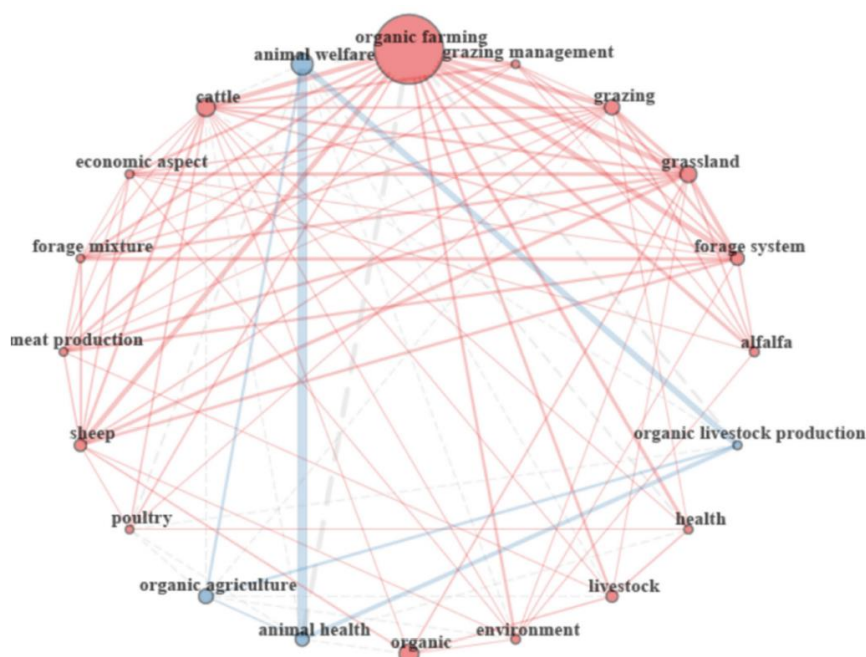 organic farming
animal welfare
grazing management
cattle
grazing
economic aspect
grassland
forage mixture
forage system
meat production
alfalfa
sheep
organic livestock production
poultry
health
organic agriculture
livestock
animal health
environment
organic